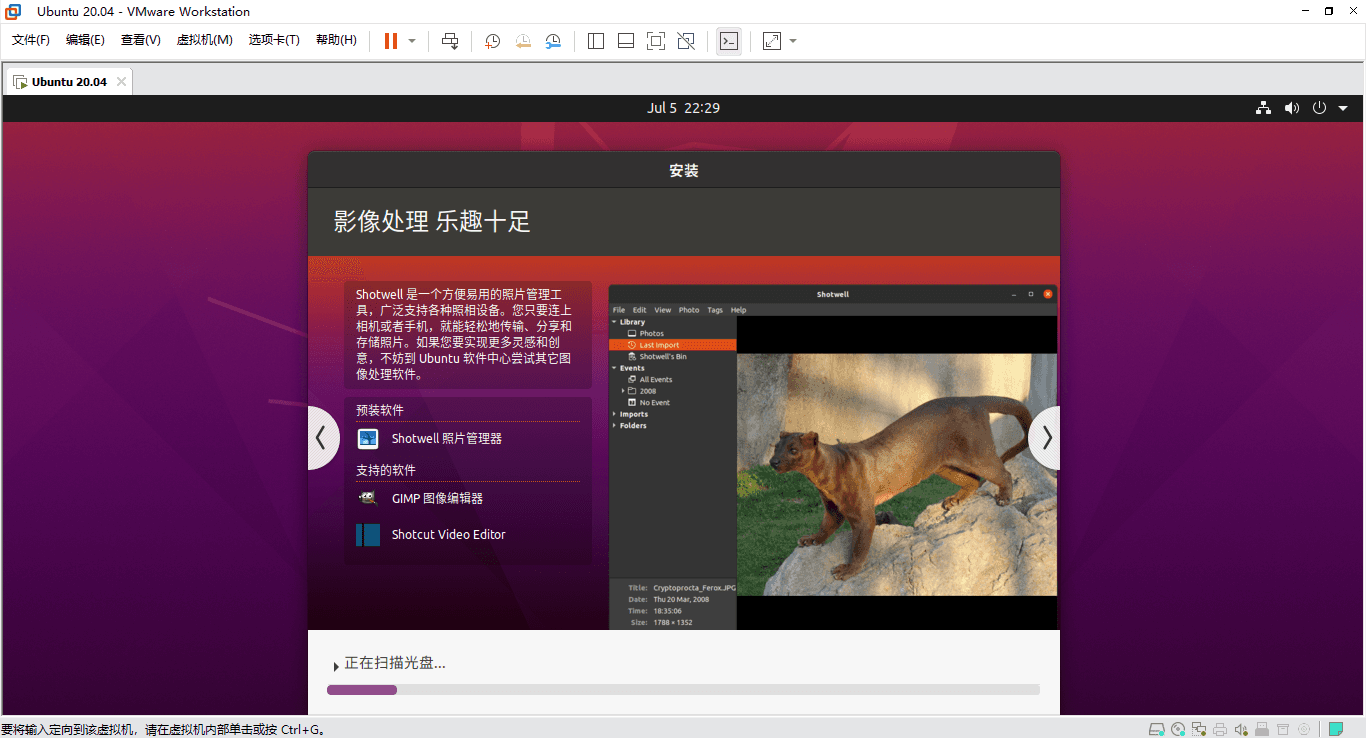 Ubuntu 20.04 - VMware Workstation
文件(F) 编辑(E) 查看(V) 虚拟机(M) 选项卡(T) 帮助(H)
Ubuntu 20.04
Jul 5 22:29
安装
影像处理 乐趣十足
Shotwell 是一个方便易用的照片管理工
具，广泛支持各种照相设备。您只要连上
相机或者手机，就能轻松地传输、分享和
存储照片。如果您要实现更多灵感和创
意，不妨到 Ubuntu 软件中心尝试其它图
像处理软件。
预装软件
Shotwell 照片管理器
支持的软件
GIMP 图像编辑器
Shotcut Video Editor
Shotwell
File Edit View Photo Tags Help
Library
Photos
Last Import
Shotwell's Bin
Events
All Events
2008
No Event
Imports
Folders
Title: Cryptoprocta_Ferox.JPG
Date: Thu 20 Mar, 2008
Time: 18:35:06
Size: 1788 × 1352
正在扫描光盘...
要将输入定向到该虚拟机，请在虚拟机内部单击或按 Ctrl+G。